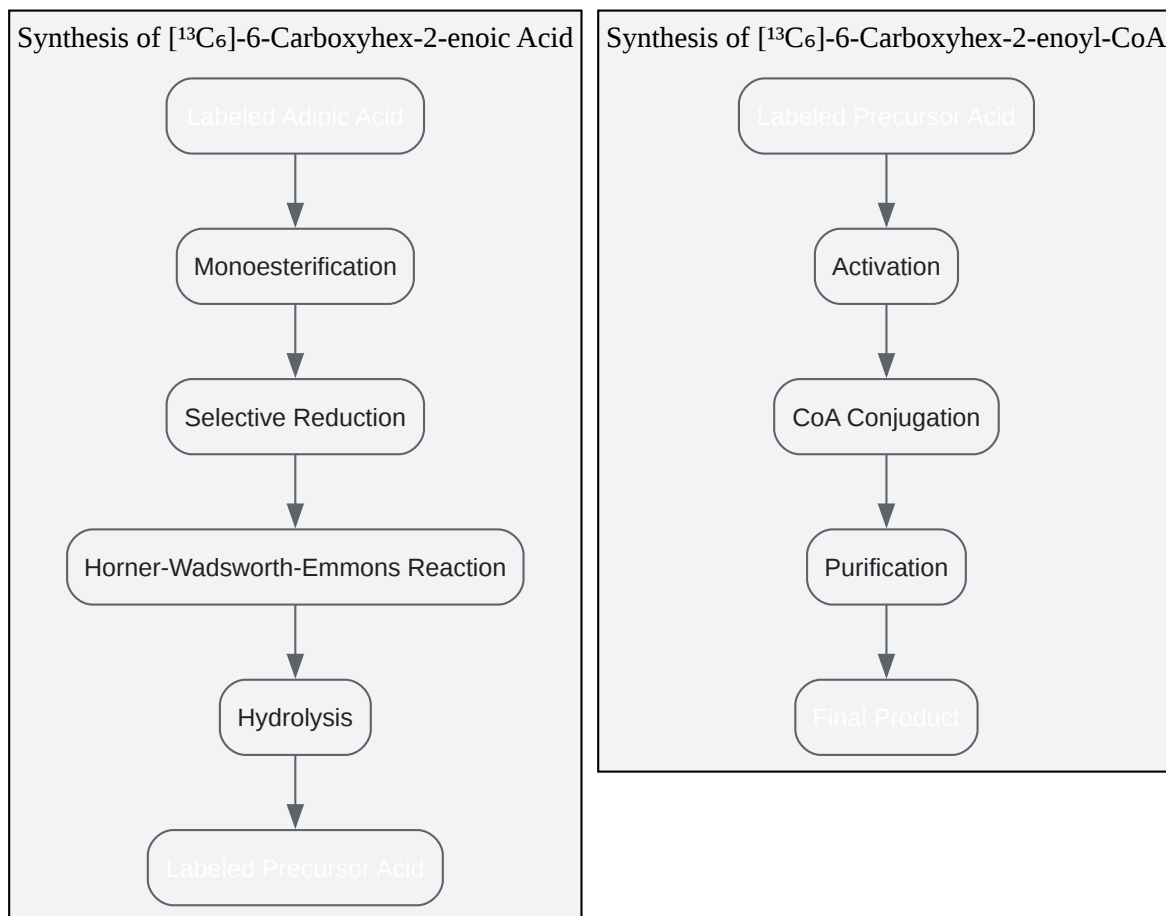 Synthesis of [¹³C₆]-6-Carboxyhex-2-enoic Acid
Labeled Adipic Acid
Monoesterification
Selective Reduction
Horner-Wadsworth-Emmons Reaction
Hydrolysis
Labeled Precursor Acid
Synthesis of [¹³C₆]-6-Carboxyhex-2-enoyl-CoA
Labeled Precursor Acid
Activation
CoA Conjugation
Purification
Final Product